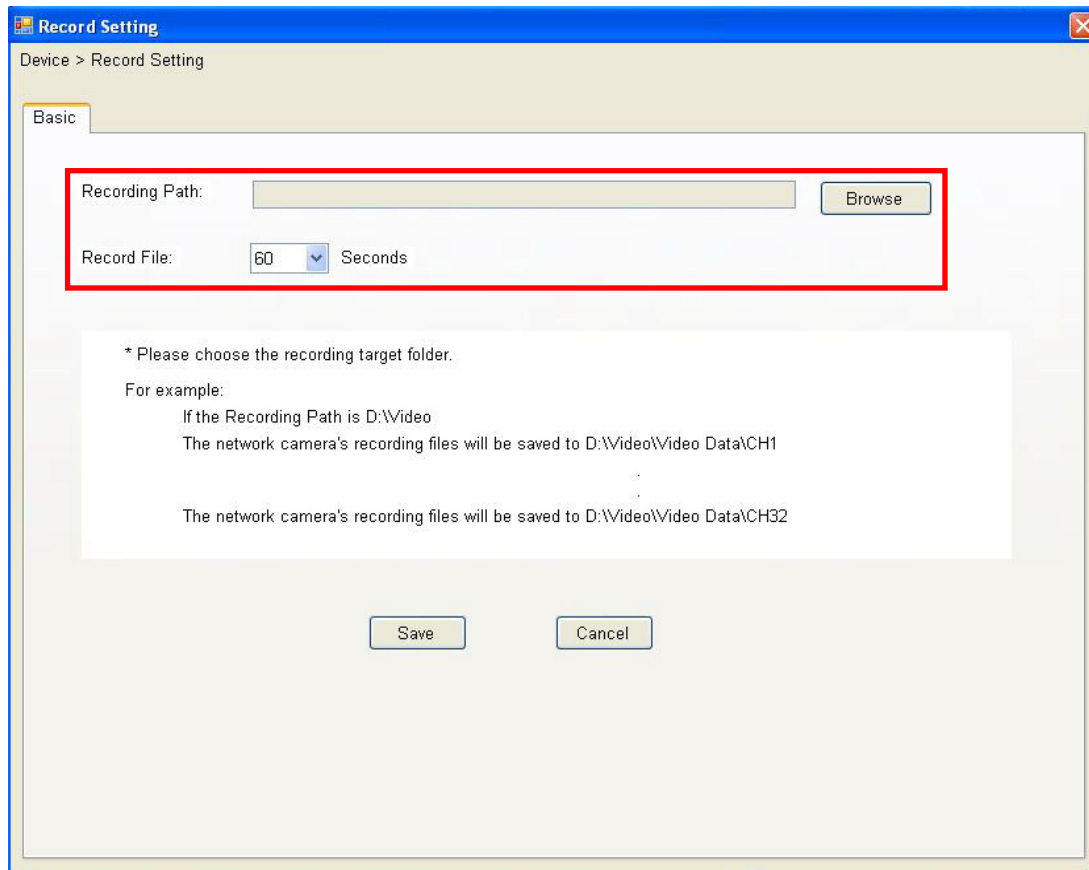 Record Setting
Device > Record Setting
Basic
Recording Path: Browse
Record File: 60 Seconds
* Please choose the recording target folder.
For example:
If the Recording Path is D:\Video
The network camera's recording files will be saved to D:\Video\Video Data\CH1
.
.
The network camera's recording files will be saved to D:\Video\Video Data\CH32
Save Cancel